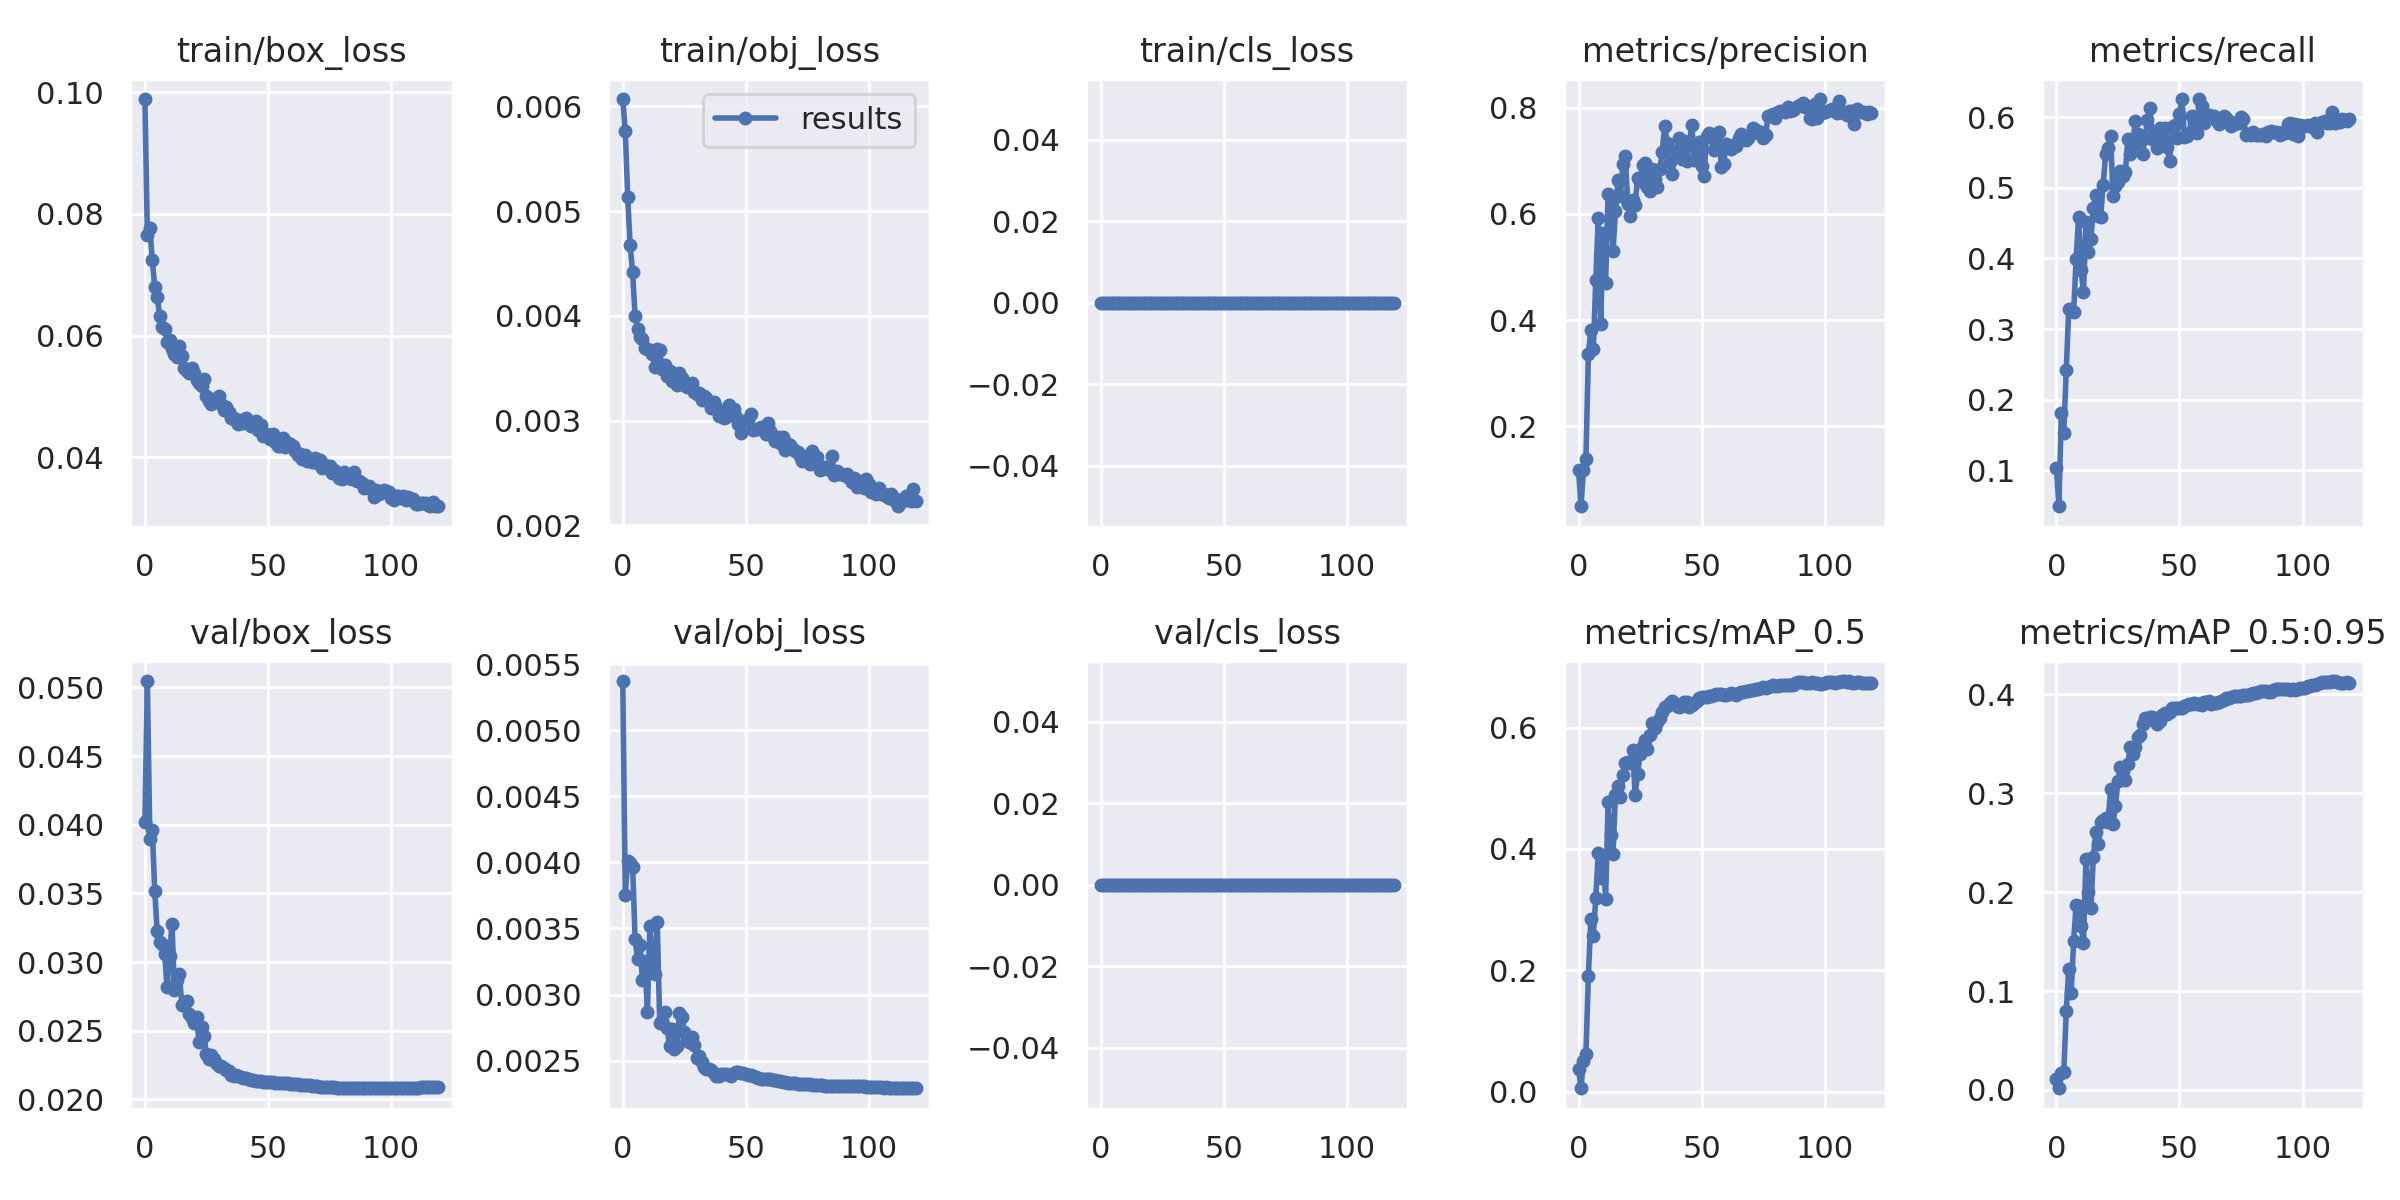 train/box_loss
0.10
0.08
0.06
0.04
0 50 100
train/obj_loss
results
0.006
0.005
0.004
0.003
0.002
0 50 100
train/cls_loss
0.04
0.02
0.00
−0.02
−0.04
0 50 100
metrics/precision
0.8
0.6
0.4
0.2
0 50 100
metrics/recall
0.6
0.5
0.4
0.3
0.2
0.1
0 50 100
val/box_loss
0.050
0.045
0.040
0.035
0.030
0.025
0.020
0 50 100
val/obj_loss
0.0055
0.0050
0.0045
0.0040
0.0035
0.0030
0.0025
0 50 100
val/cls_loss
0.04
0.02
0.00
−0.02
−0.04
0 50 100
metrics/mAP_0.5
0.6
0.4
0.2
0.0
0 50 100
metrics/mAP_0.5:0.95
0.4
0.3
0.2
0.1
0.0
0 50 100